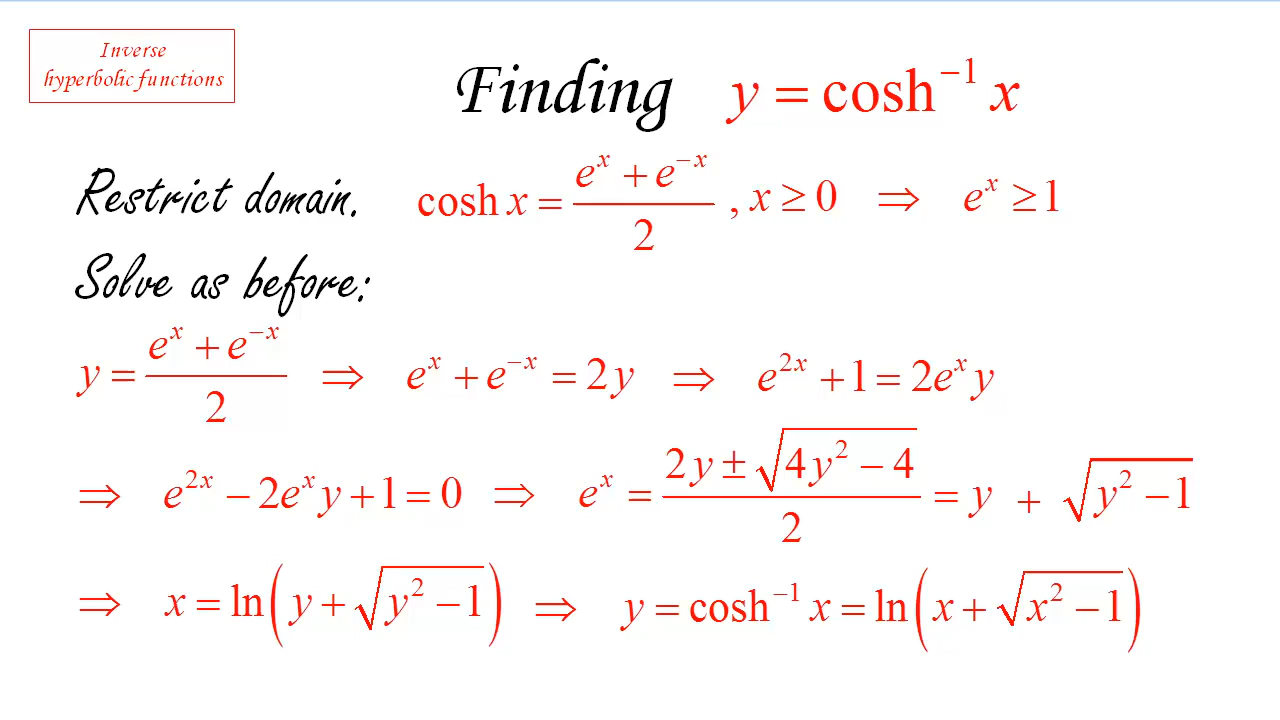 Inverse
hyperbolic functions
Finding y = cosh⁻¹ x
Restrict domain. cosh x = (eˣ + e⁻ˣ)/2 , x ≥ 0 ⇒ eˣ ≥ 1
Solve as before:
y = (eˣ + e⁻ˣ)/2 ⇒ eˣ + e⁻ˣ = 2y ⇒ e²ˣ + 1 = 2eˣy
⇒ e²ˣ − 2eˣy + 1 = 0 ⇒ eˣ = (2y ± √(4y² − 4))/2 = y + √(y² − 1)
⇒ x = ln(y + √(y² − 1)) ⇒ y = cosh⁻¹ x = ln(x + √(x² − 1))